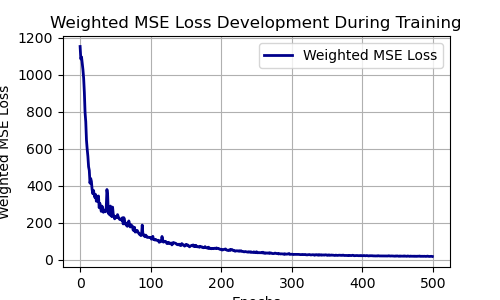 Weighted MSE Loss Development During Training
Weighted MSE Loss
1200
1000
800
600
400
200
0
Weighted MSE Loss
0 100 200 300 400 500
Epochs